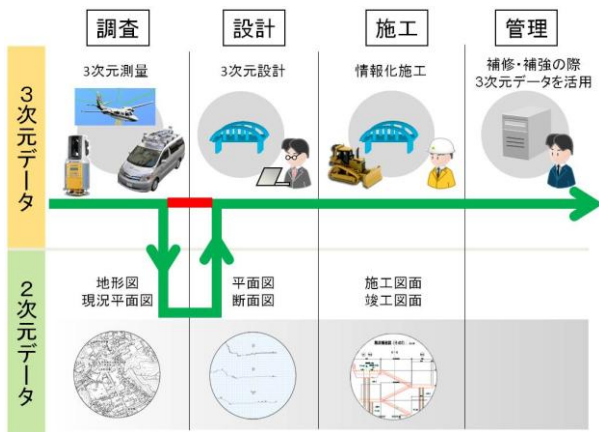 調査
設計
施工
管理
3次元測量
3次元設計
情報化施工
補修・補強の際
3次元データを活用
3次元データ
地形図
現況平面図
平面図
断面図
施工図面
竣工図面
2次元データ